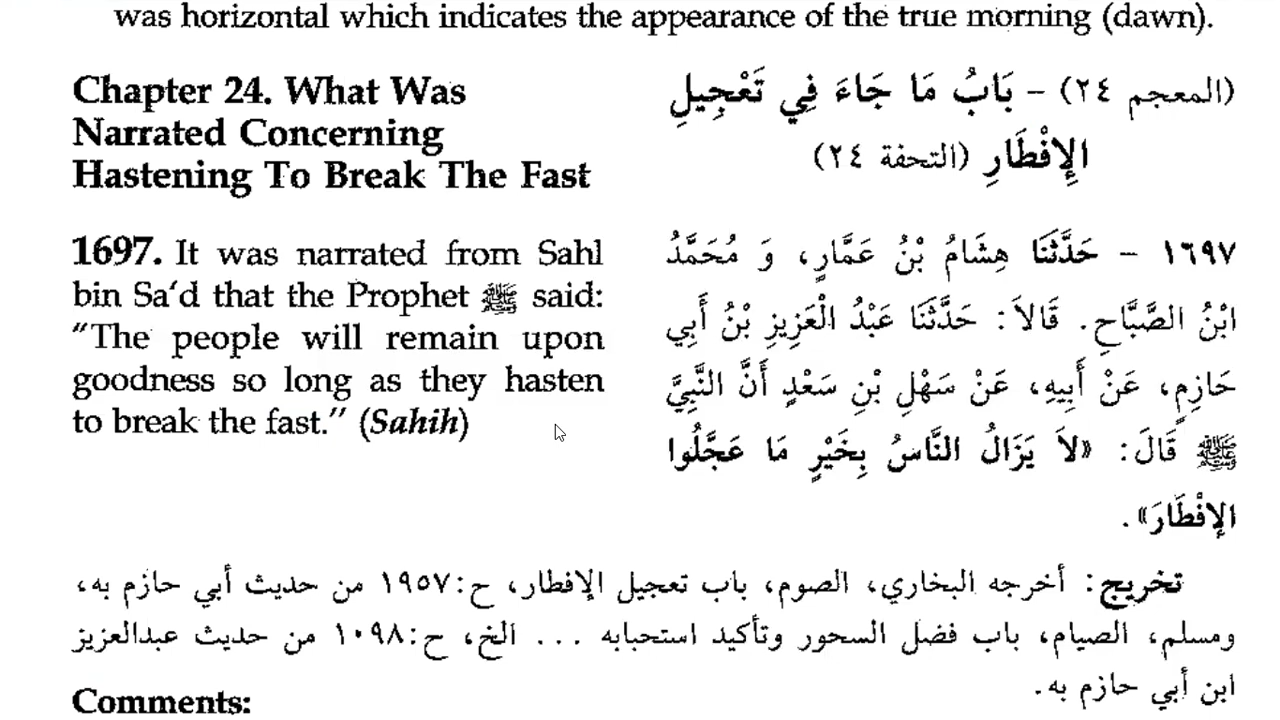 was horizontal which indicates the appearance of the true morning (dawn).
Chapter 24. What Was
Narrated Concerning
Hastening To Break The Fast
(المعجم ٢٤) – بَابُ مَا جَاءَ فِي تَعْجِيلِ
الإِفْطَارِ (التحفة ٢٤)
1697. It was narrated from Sahl
bin Sa‘d that the Prophet ﷺ said:
“The people will remain upon
goodness so long as they hasten
to break the fast.” (Sahih)
١٦٩٧ – حَدَّثَنَا هِشَامُ بْنُ عَمَّارٍ، وَ مُحَمَّدُ
ابْنُ الصَّبَّاحِ. قَالاَ: حَدَّثَنَا عَبْدُ الْعَزِيزِ بْنُ أَبِي
حَازِمٍ، عَنْ أَبِيهِ، عَنْ سَهْلِ بْنِ سَعْدٍ أَنَّ النَّبِيَّ
ﷺ قَالَ: «لاَ يَزَالُ النَّاسُ بِخَيْرٍ مَا عَجَّلُوا
الإِفْطَارَ».
تخريج: أخرجه البخاري، الصوم، باب تعجيل الإفطار، ح:١٩٥٧ من حديث أبي حازم به،
ومسلم، الصيام، باب فضل السحور وتأكيد استحبابه ... الخ، ح:١٠٩٨ من حديث عبدالعزيز
ابن أبي حازم به.
Comments: